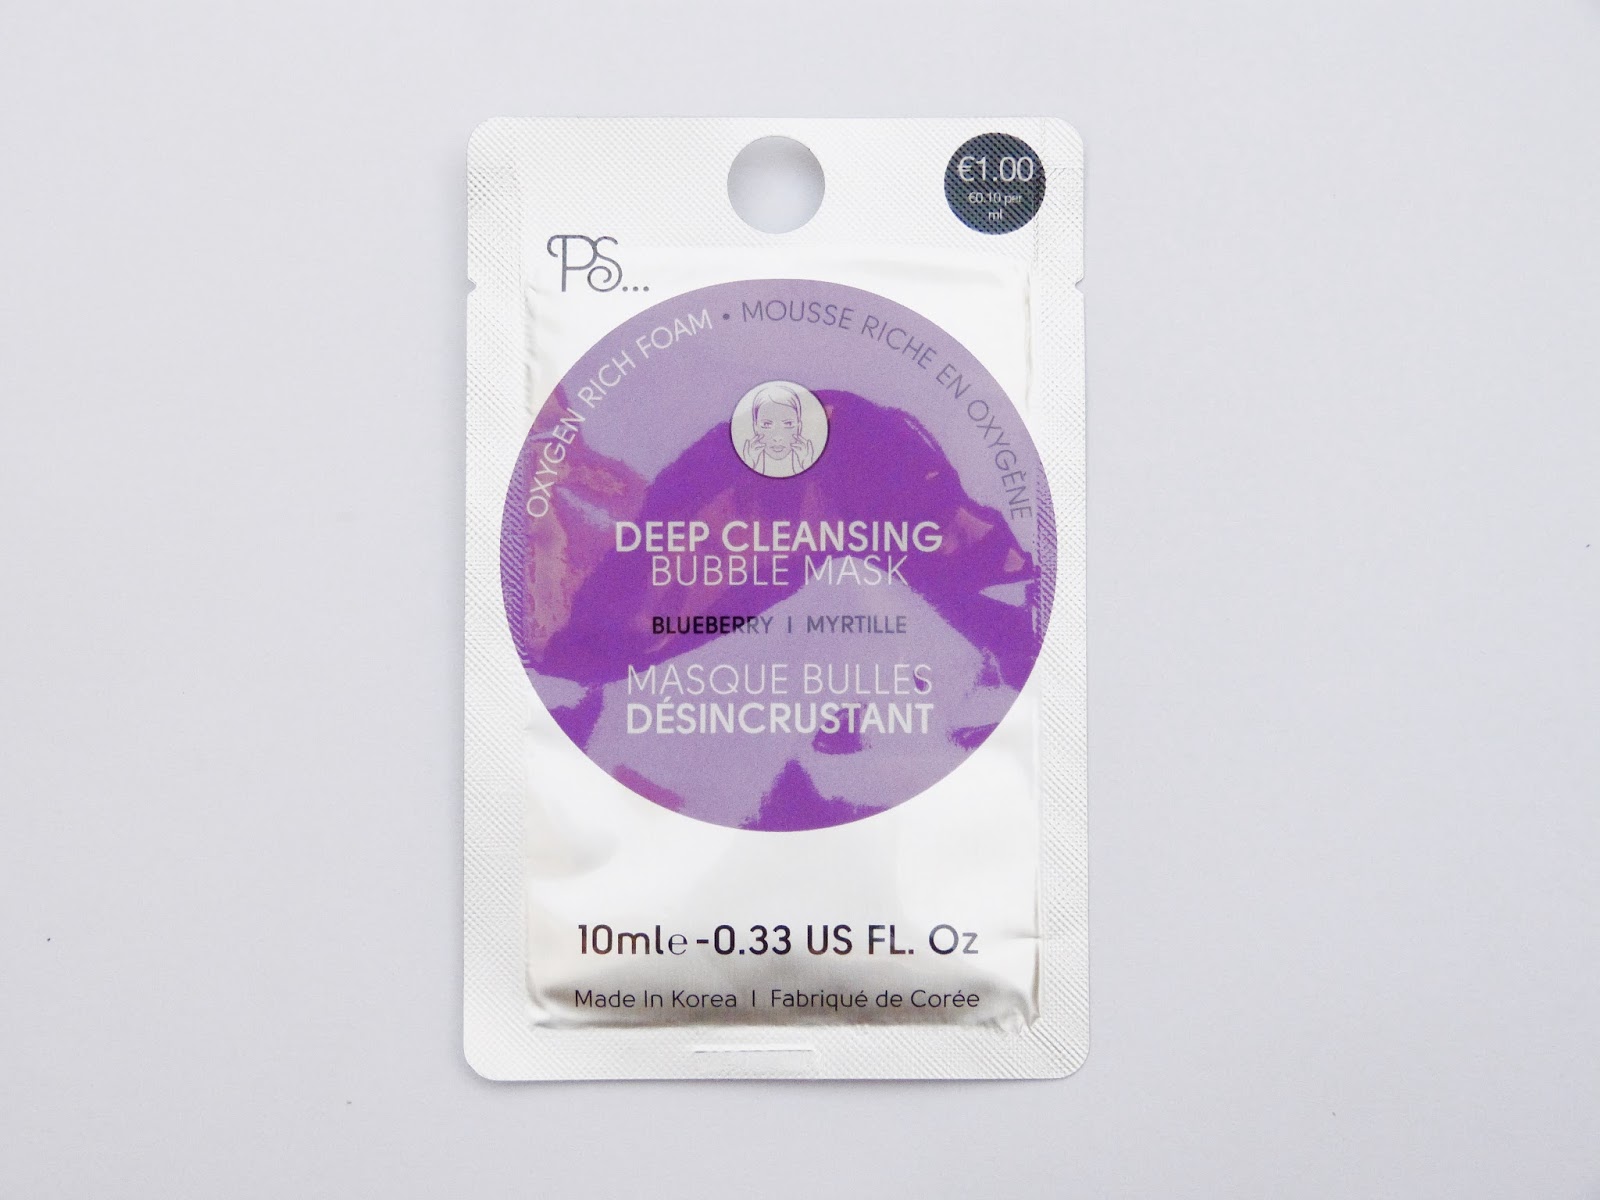 €1.00
€0.10 per
ml
PS...
OXYGEN RICH FOAM • MOUSSE RICHE EN OXYGÈNE
DEEP CLEANSING
BUBBLE MASK
BLUEBERRY | MYRTILLE
MASQUE BULLES
DÉSINCRUSTANT
10ml℮-0.33 US FL. Oz
Made In Korea | Fabriqué de Corée